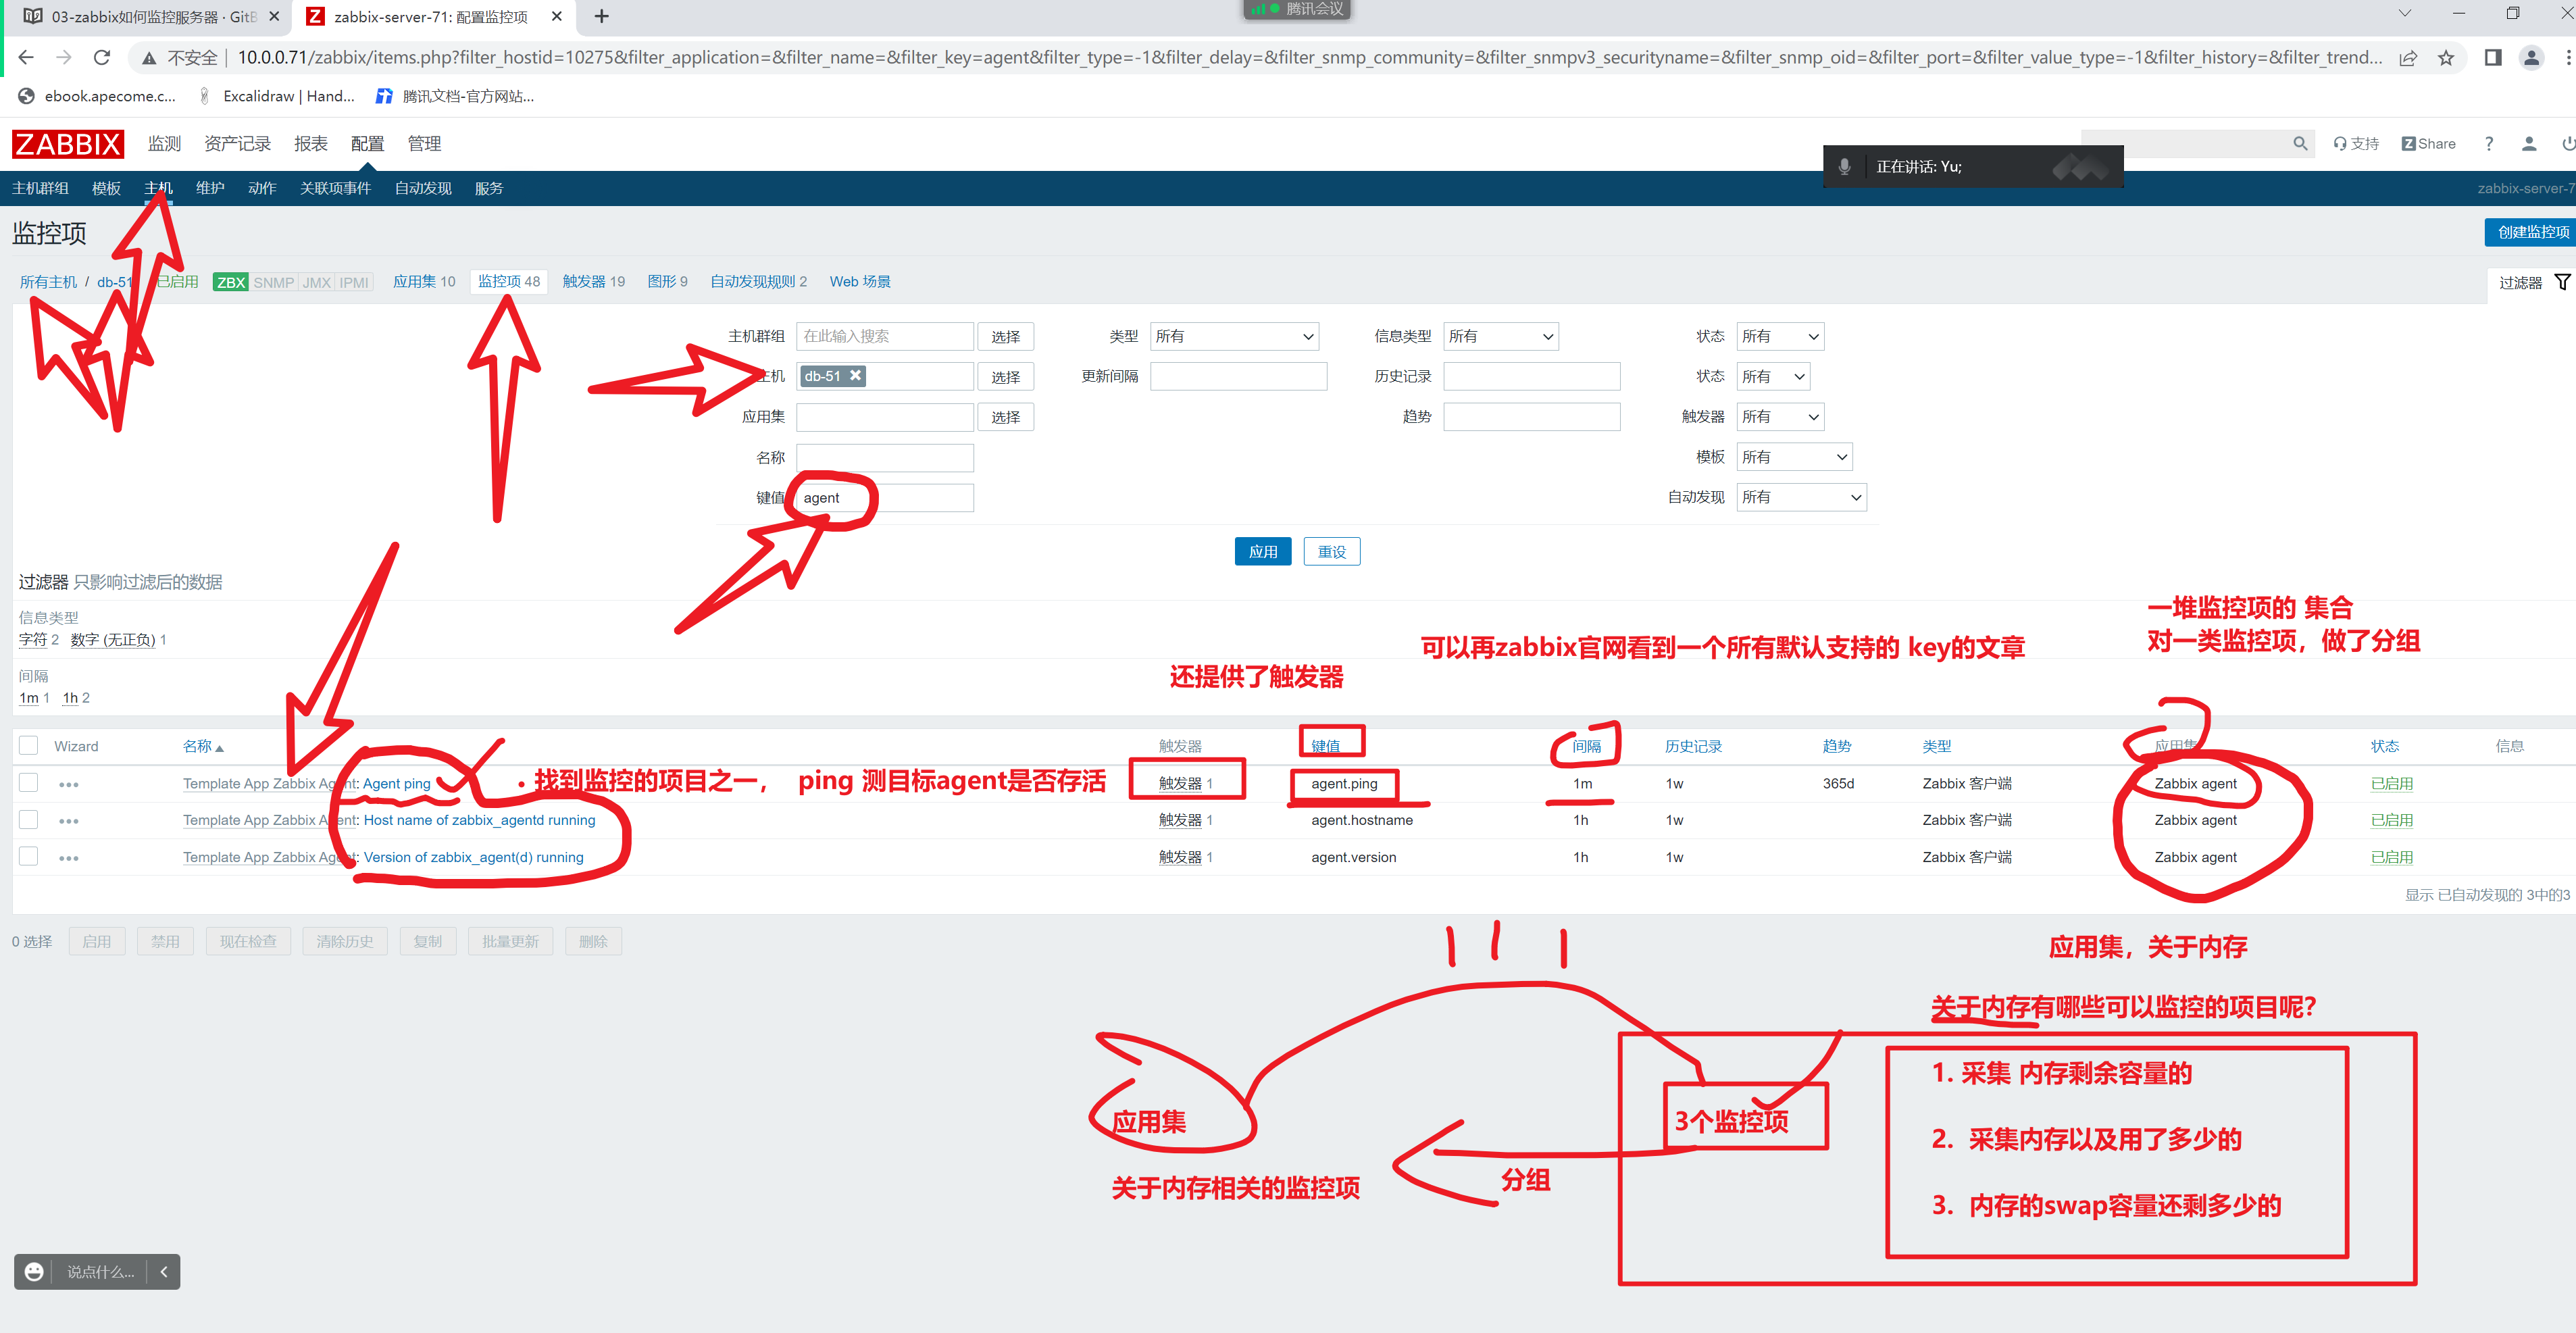 03-zabbix如何监控服务器 · GitB
zabbix-server-71: 配置监控项
腾讯会议
不安全 | 10.0.0.71/zabbix/items.php?filter_hostid=10275&filter_application=&filter_name=&filter_key=agent&filter_type=-1&filter_delay=&filter_snmp_community=&filter_snmpv3_securityname=&filter_snmp_oid=&filter_port=&filter_value_type=-1&filter_history=&filter_trend...
ebook.apecome.c... Excalidraw | Hand... 腾讯文档-官方网站...
ZABBIX 监测 资产记录 报表 配置 管理 支持 Z Share ?
正在讲话: Yu;
主机群组 模板 主机 维护 动作 关联项事件 自动发现 服务 zabbix-server-7
监控项 创建监控项
所有主机 / db-51 已启用 ZBX SNMP JMX IPMI 应用集 10 监控项 48 触发器 19 图形 9 自动发现规则 2 Web 场景 过滤器
主机群组 在此输入搜索 选择 类型 所有 信息类型 所有 状态 所有
主机 db-51 选择 更新间隔 历史记录 状态 所有
应用集 选择 趋势 触发器 所有
名称 模板 所有
键值 agent 自动发现 所有
应用 重设
过滤器 只影响过滤后的数据
信息类型
字符 2 数字 (无正负) 1
间隔
1m 1 1h 2
一堆监控项的 集合
对一类监控项，做了分组
可以再zabbix官网看到一个所有默认支持的 key的文章
还提供了触发器
Wizard 名称 触发器 键值 间隔 历史记录 趋势 类型 应用集 状态 信息
Template App Zabbix Agent: Agent ping 触发器 1 agent.ping 1m 1w 365d Zabbix 客户端 Zabbix agent 已启用
找到监控的项目之一， ping 测目标agent是否存活
Template App Zabbix Agent: Host name of zabbix_agentd running 触发器 1 agent.hostname 1h 1w Zabbix 客户端 Zabbix agent 已启用
Template App Zabbix Agent: Version of zabbix_agent(d) running 触发器 1 agent.version 1h 1w Zabbix 客户端 Zabbix agent 已启用
显示 已自动发现的 3中的3
0 选择 启用 禁用 现在检查 清除历史 复制 批量更新 删除
应用集，关于内存
关于内存有哪些可以监控的项目呢？
1. 采集 内存剩余容量的
2. 采集内存以及用了多少的
3. 内存的swap容量还剩多少的
3个监控项
应用集
分组
关于内存相关的监控项
说点什么...